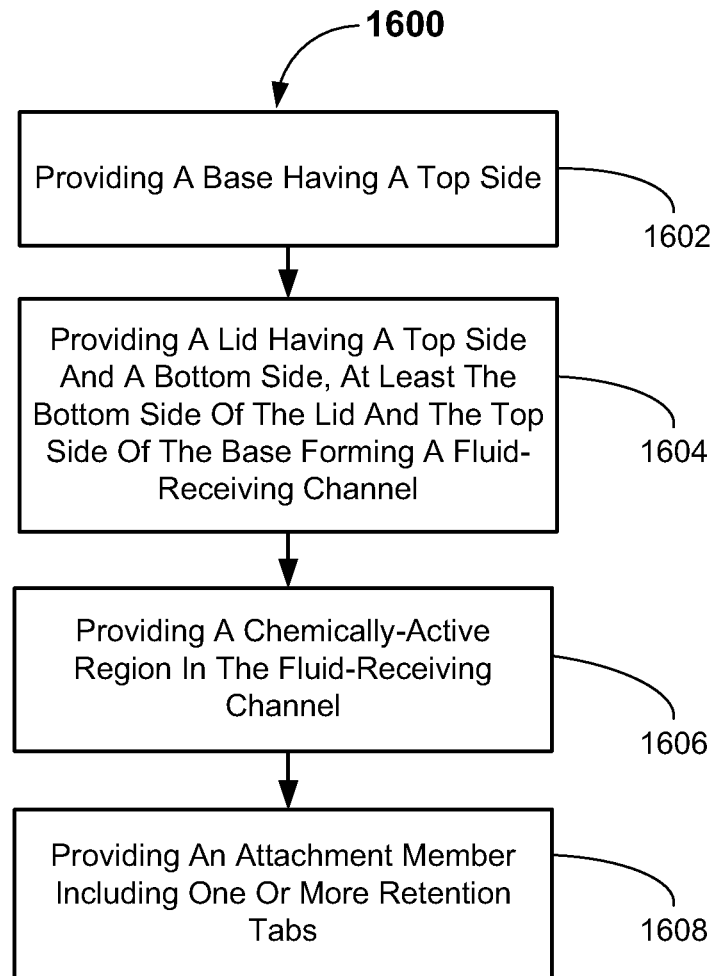 1600
Providing A Base Having A Top Side
1602
Providing A Lid Having A Top Side
And A Bottom Side, At Least The
Bottom Side Of The Lid And The Top
Side Of The Base Forming A Fluid-
Receiving Channel
1604
Providing A Chemically-Active
Region In The Fluid-Receiving
Channel
1606
Providing An Attachment Member
Including One Or More Retention
Tabs
1608